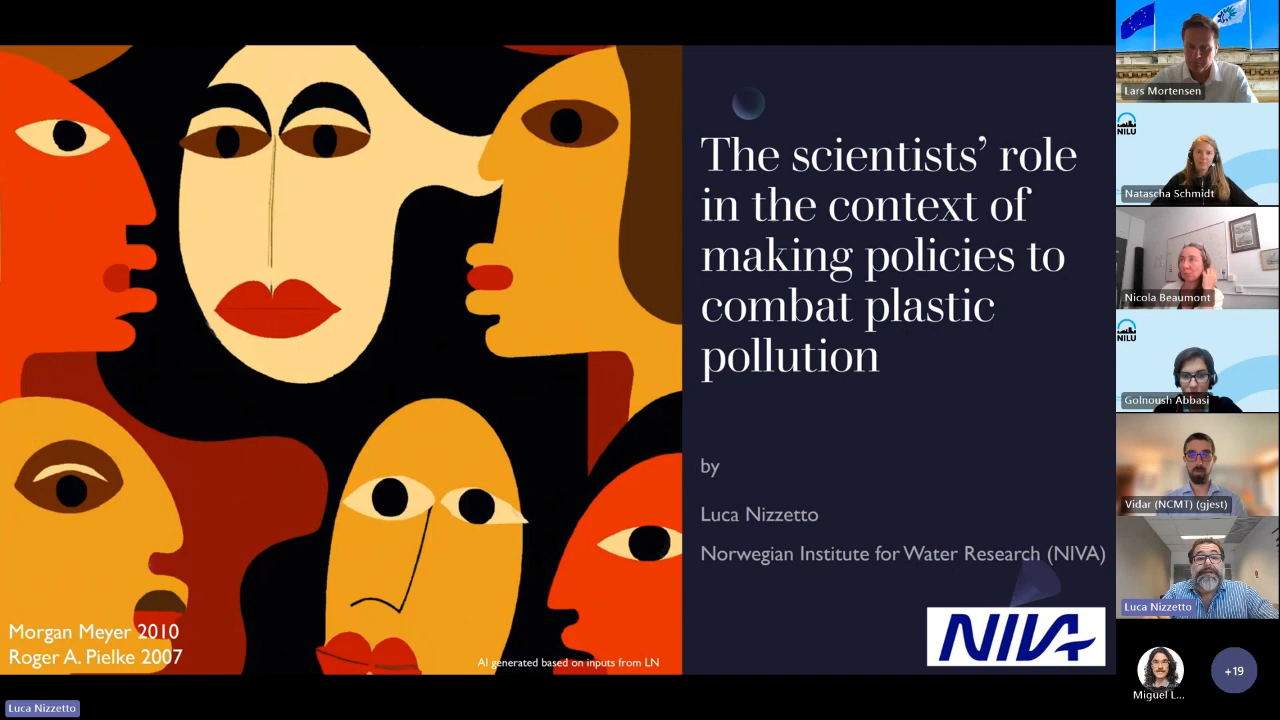 The scientists’ role
in the context of
making policies to
combat plastic
pollution
by
Luca Nizzetto
Norwegian Institute for Water Research (NIVA)
NIVA
Morgan Meyer 2010
Roger A. Pielke 2007
AI generated based on inputs from LN
Luca Nizzetto
Lars Mortensen
NILU
Natascha Schmidt
Nicola Beaumont
NILU
Golnoush Abbasi
Vidar (NCMT) (gjest)
Luca Nizzetto
Miguel L...
+19